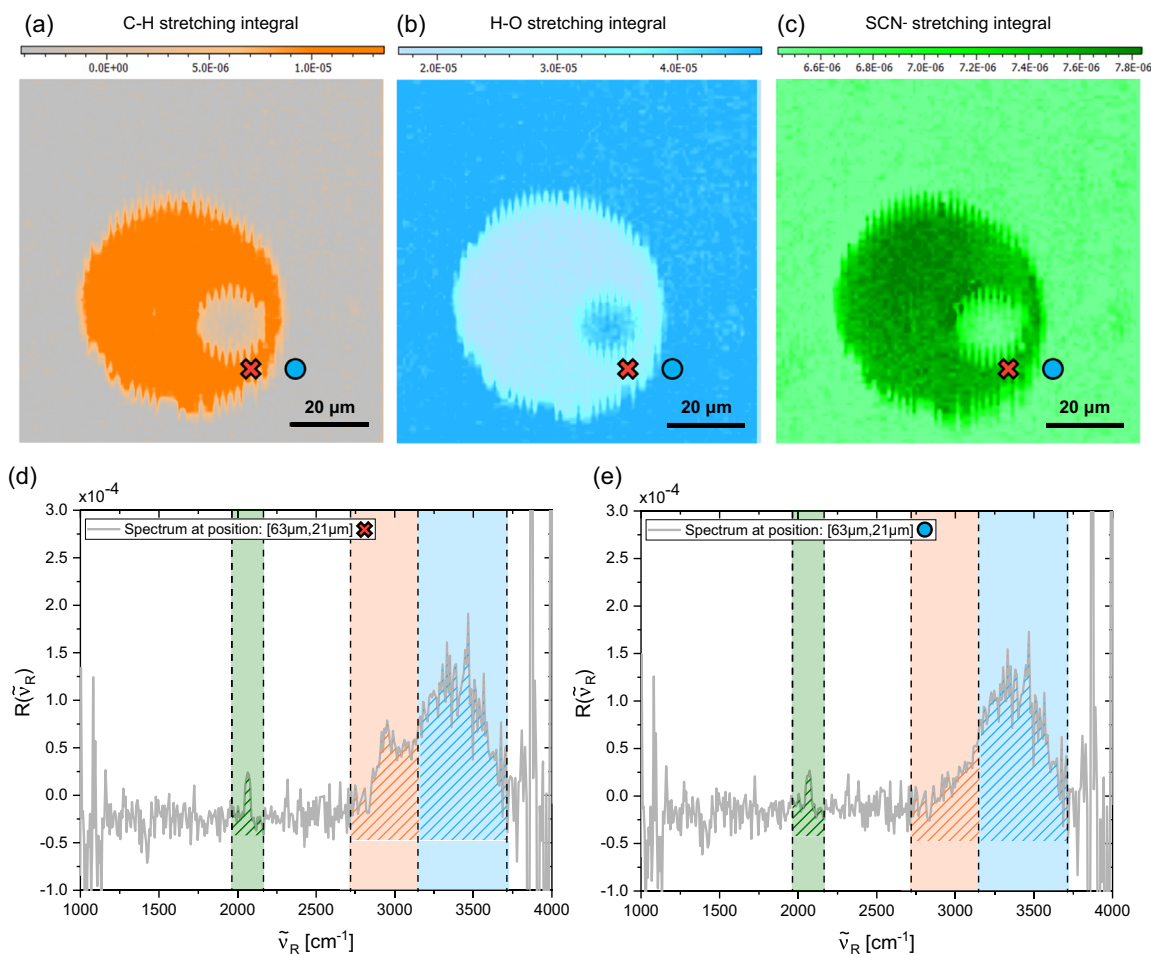 (a) C-H stretching integral
(b) H-O stretching integral
(c) SCN- stretching integral
0.0E+00 5.0E-06 1.0E-05
2.0E-05 3.0E-05 4.0E-05
6.6E-06 6.8E-06 7.0E-06 7.2E-06 7.4E-06 7.6E-06 7.8E-06
20 µm
20 µm
20 µm
(d)
x10⁻⁴
Spectrum at position: [63µm,21µm]
3.0
2.5
2.0
1.5
1.0
0.5
0.0
-0.5
-1.0
R(ν̃_R)
1000 1500 2000 2500 3000 3500 4000
ν̃_R [cm⁻¹]
(e)
x10⁻⁴
Spectrum at position: [63µm,21µm]
3.0
2.5
2.0
1.5
1.0
0.5
0.0
-0.5
-1.0
R(ν̃_R)
1000 1500 2000 2500 3000 3500 4000
ν̃_R [cm⁻¹]